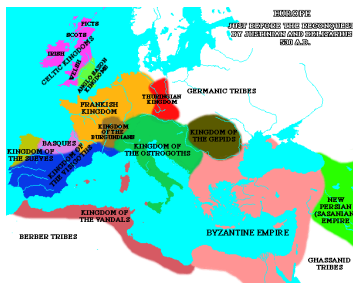 EUROPE
JUST BEFORE THE RECONQUESTS
BY JUSTINIAN AND BELISARIUS
PICTS
SCOTS
IRISH
CELTIC KINGDOMS
WELSH
ANGLO SAXON
KINGDOMS
GERMANIC TRIBES
THURINGIAN
KINGDOM
FRANKISH
KINGDOM
KINGDOM
OF THE
BURGUNDIANS
KINGDOM OF
THE GEPIDS
BASQUES
KINGDOM OF
THE OSTROGOTHS
KINGDOM OF
THE SUEVES
KINGDOM OF
THE VISIGOTHS
NEW
PERSIAN
(SASANIAN)
EMPIRE
KINGDOM OF
THE VANDALS
BYZANTINE EMPIRE
BERBER TRIBES
GHASSANID
TRIBES